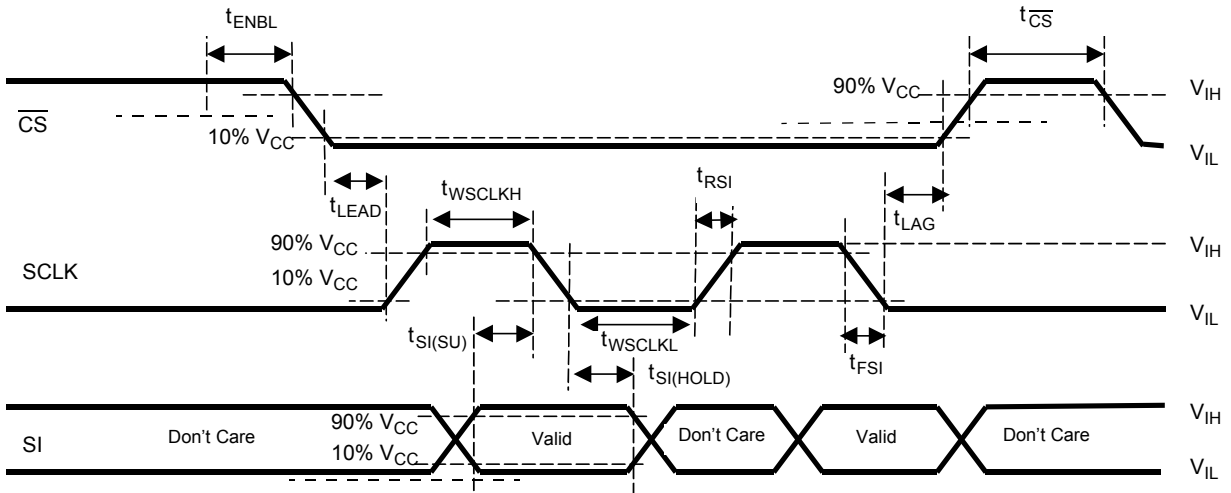 tENBL
tCS
90% VCC
VIH
CS
10% VCC
VIL
tRSI
tWSCLKH
tLEAD
tLAG
90% VCC
VIH
SCLK
10% VCC
VIL
tSI(SU)
tWSCLKL
tFSI
tSI(HOLD)
90% VCC
VIH
SI
Don't Care
Valid
Don't Care
Valid
Don't Care
10% VCC
VIL